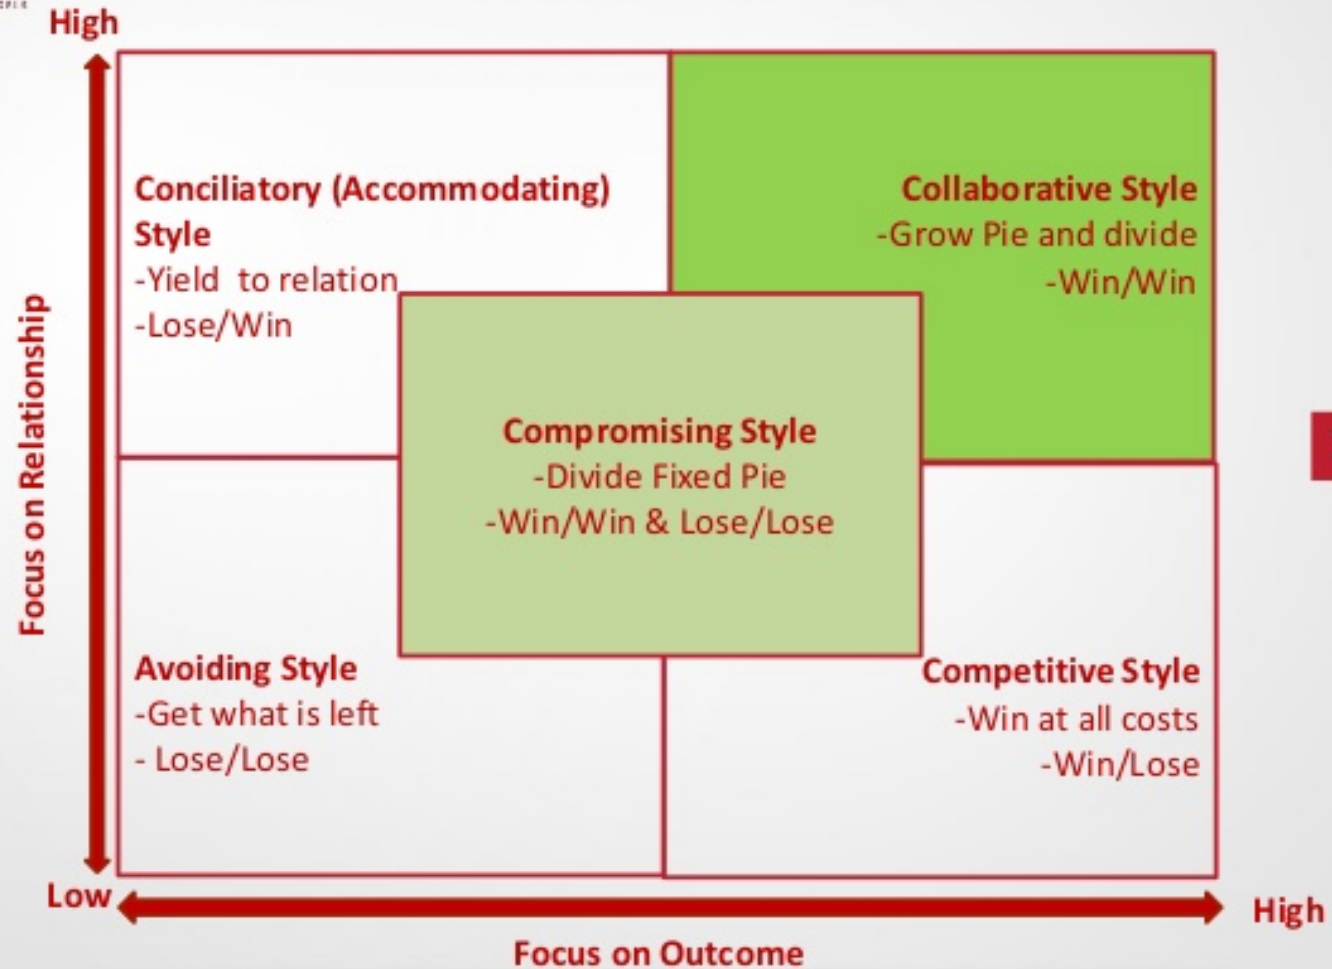 High
Conciliatory (Accommodating)
Style
-Yield to relation
-Lose/Win
Collaborative Style
-Grow Pie and divide
-Win/Win
Compromising Style
-Divide Fixed Pie
-Win/Win & Lose/Lose
Avoiding Style
-Get what is left
- Lose/Lose
Competitive Style
-Win at all costs
-Win/Lose
Focus on Relationship
Low
High
Focus on Outcome